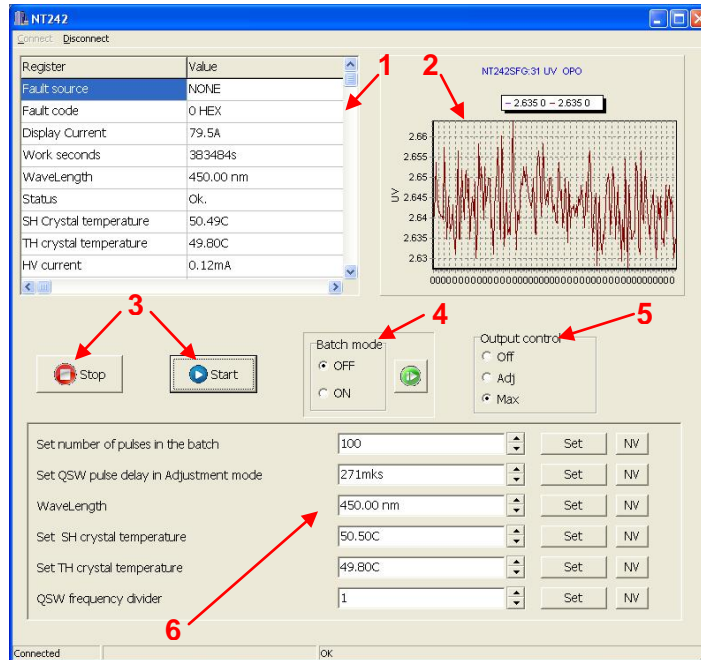 NT242
Connect Disconnect
Register Value
Fault source NONE
Fault code 0 HEX
Display Current 79.5A
Work seconds 383484s
WaveLength 450.00 nm
Status Ok.
SH Crystal temperature 50.49C
TH crystal temperature 49.80C
HV current 0.12mA
1
2
NT242SFG:31 UV OPO
– 2.635 0 – 2.635 0
UV
2.66
2.655
2.65
2.645
2.64
2.635
2.63
3
4
5
Stop
Start
Batch mode
OFF
ON
Output control
Off
Adj
Max
Set number of pulses in the batch 100 Set NV
Set QSW pulse delay in Adjustment mode 271mks Set NV
WaveLength 450.00 nm Set NV
Set SH crystal temperature 50.50C Set NV
Set TH crystal temperature 49.80C Set NV
QSW frequency divider 1 Set NV
6
Connected OK